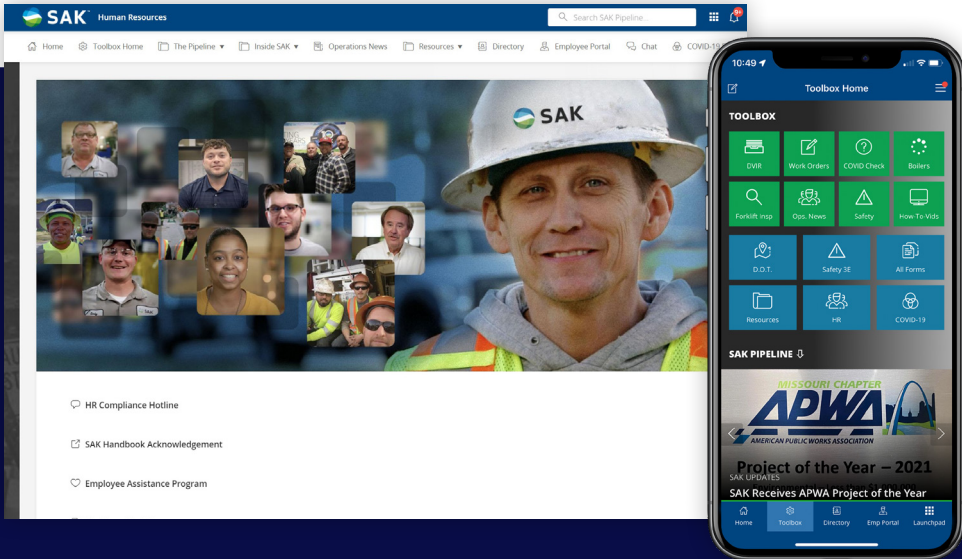 SAK Human Resources
Search SAK Pipeline...
9+
Home Toolbox Home The Pipeline Inside SAK Operations News Resources Directory Employee Portal Chat COVID-19
SAK
HR Compliance Hotline
SAK Handbook Acknowledgement
Employee Assistance Program
10:49
Toolbox Home
TOOLBOX
DVIR Work Orders COVID Check Boilers
Forklift Insp Ops. News Safety How-To-Vids
D.O.T. Safety 3E All Forms
Resources HR COVID-19
SAK PIPELINE
MISSOURI CHAPTER
APWA
AMERICAN PUBLIC WORKS ASSOCIATION
Project of the Year – 2021
SAK UPDATES
SAK Receives APWA Project of the Year
Home Toolbox Directory Emp Portal Launchpad